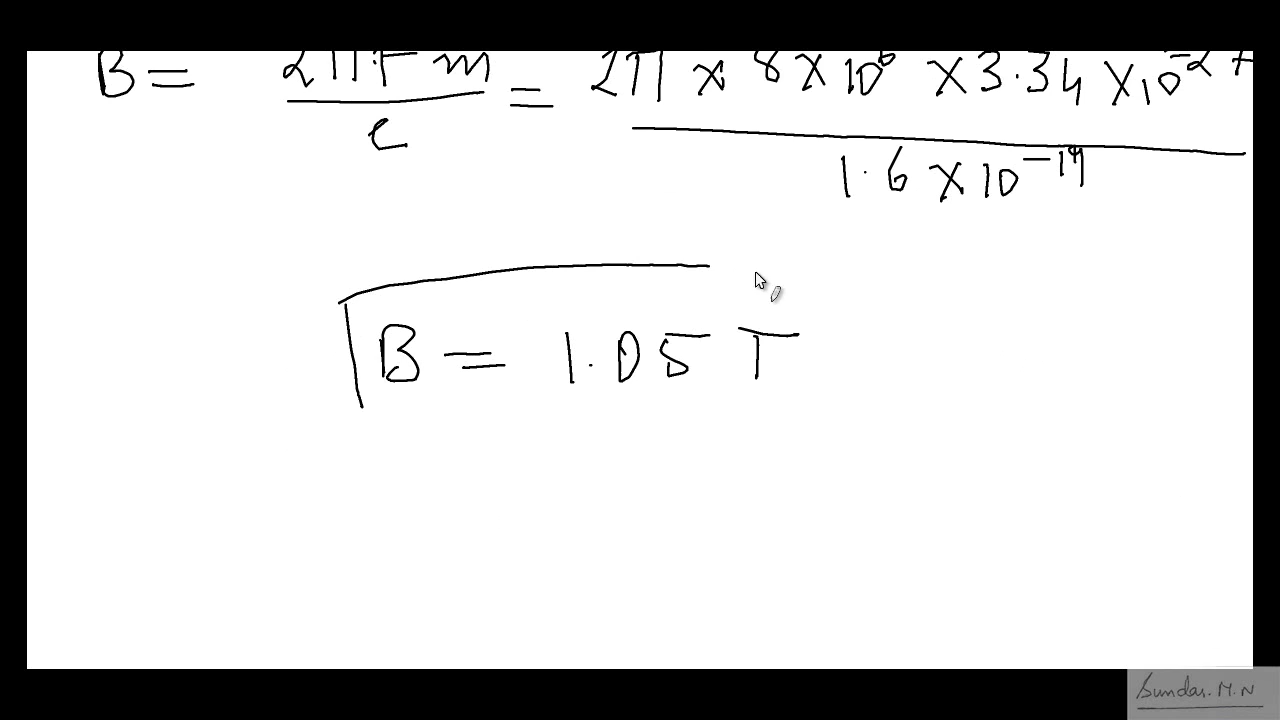 B = 2πfm / e = 2π × 8 × 10⁶ × 3.34 × 10⁻²⁷
1.6 × 10⁻¹⁹
B = 1.05 T
Sundar.M.N